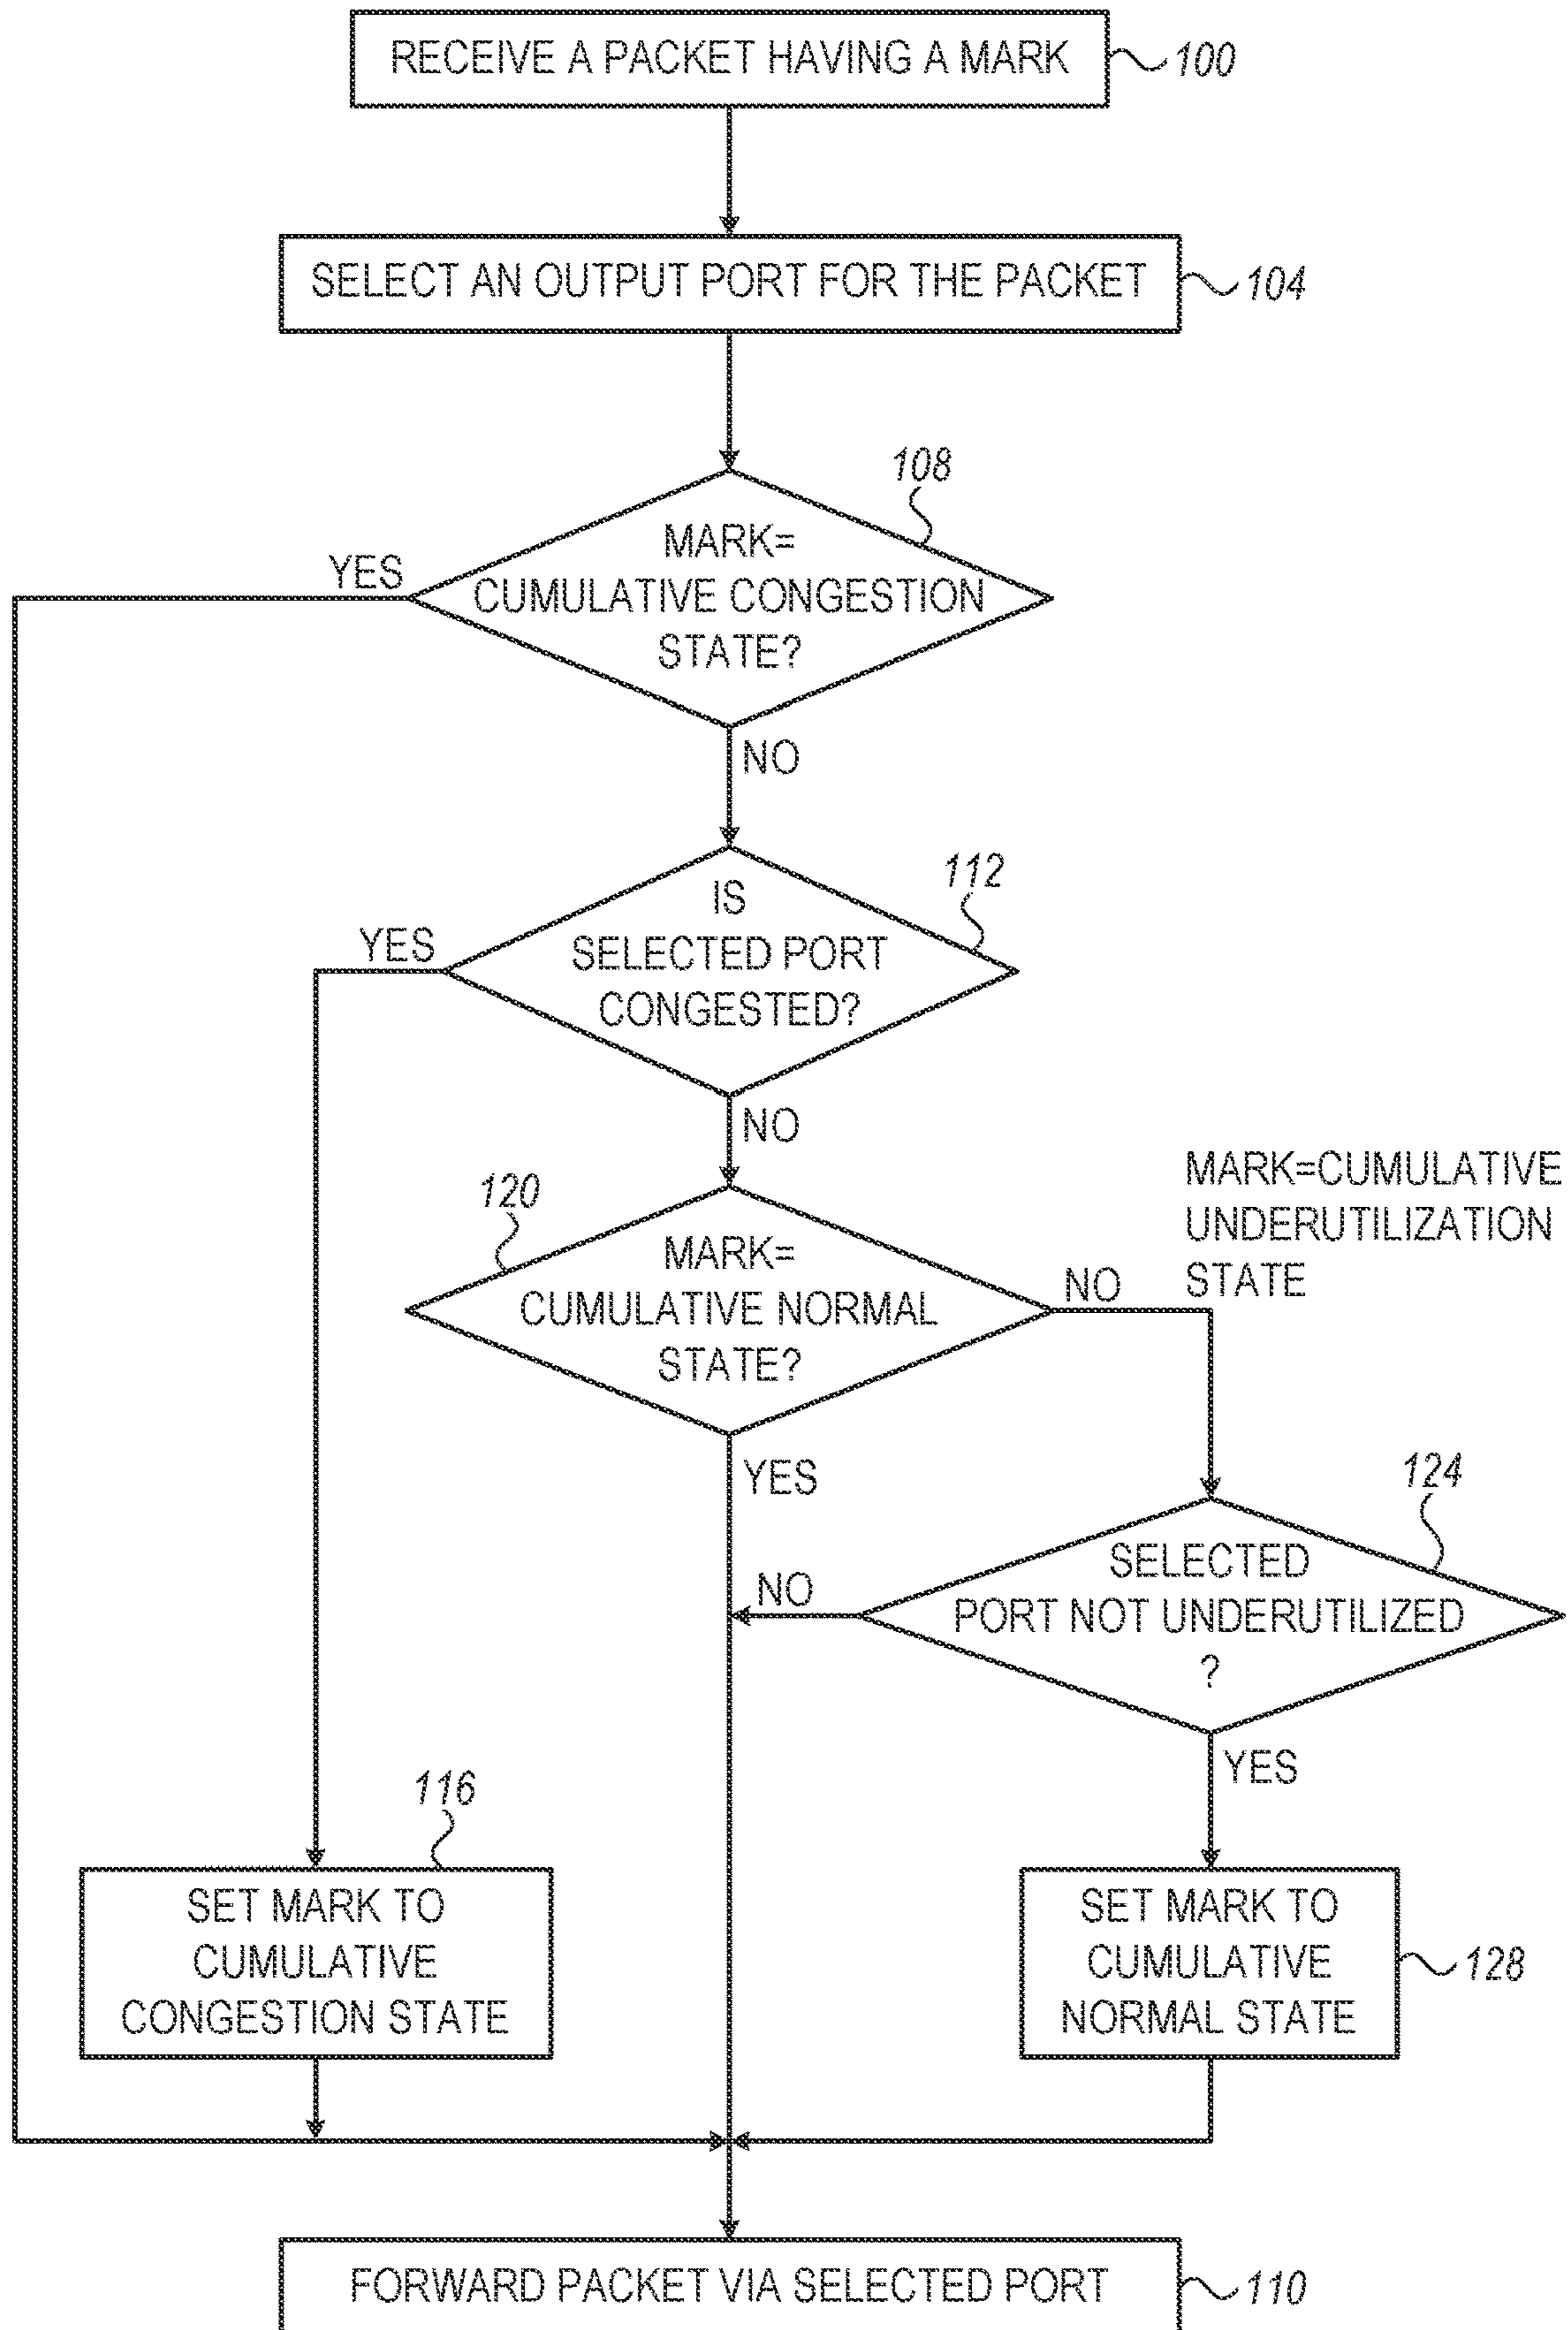 RECEIVE A PACKET HAVING A MARK
100
SELECT AN OUTPUT PORT FOR THE PACKET
104
108
MARK=
CUMULATIVE CONGESTION
STATE?
YES
NO
112
IS
SELECTED PORT
CONGESTED?
YES
NO
120
MARK=
CUMULATIVE NORMAL
STATE?
NO
MARK=CUMULATIVE
UNDERUTILIZATION
STATE
YES
124
SELECTED
PORT NOT UNDERUTILIZED
?
NO
YES
116
SET MARK TO
CUMULATIVE
CONGESTION STATE
SET MARK TO
CUMULATIVE
NORMAL STATE
128
FORWARD PACKET VIA SELECTED PORT
110